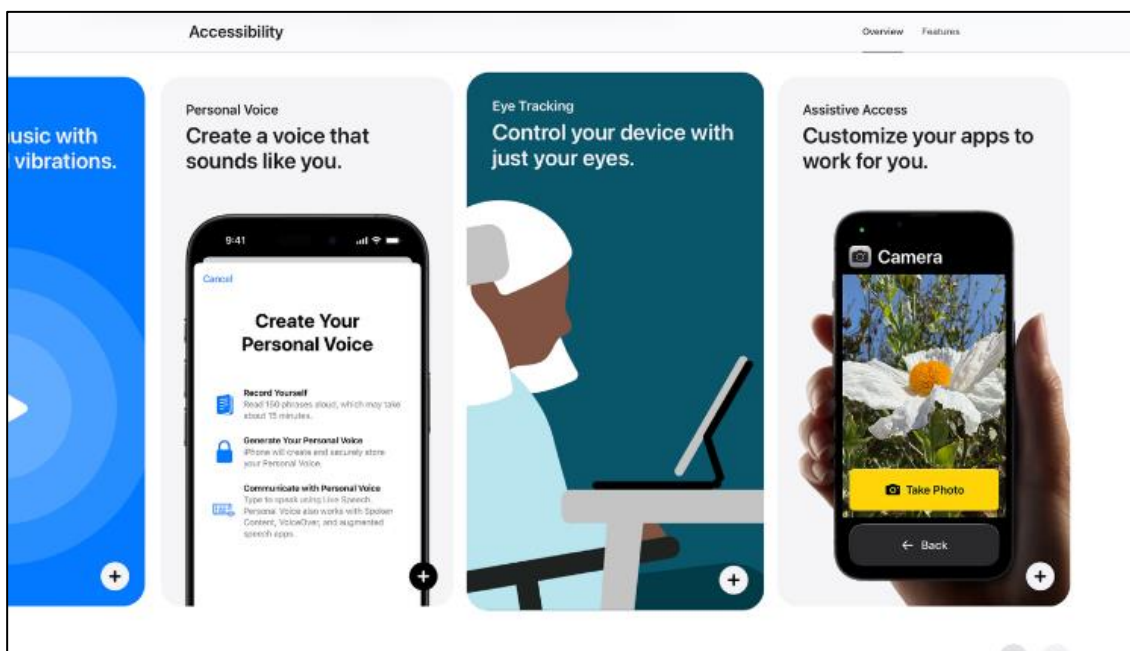 Accessibility
Overview
Features
usic with
vibrations.
Personal Voice
Create a voice that
sounds like you.
9:41
Cancel
Create Your
Personal Voice
Record Yourself
Read 150 phrases aloud, which may take
about 15 minutes.
Generate Your Personal Voice
iPhone will create and securely store
your Personal Voice.
Communicate with Personal Voice
Type to speak using Live Speech.
Personal Voice also works with Spoken
Content, VoiceOver, and augmented
speech apps.
Eye Tracking
Control your device with
just your eyes.
Assistive Access
Customize your apps to
work for you.
Camera
Take Photo
Back